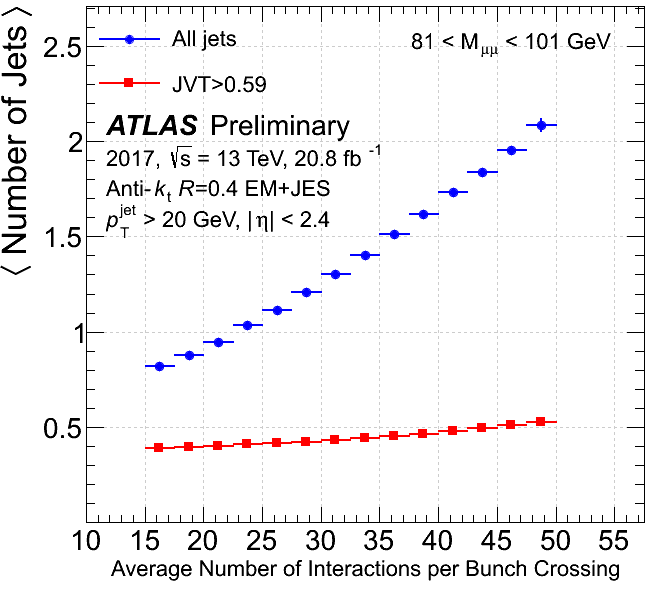 ⟨ Number of Jets ⟩
All jets
81 < Mμμ < 101 GeV
JVT>0.59
ATLAS Preliminary
2017, √s = 13 TeV, 20.8 fb -1
Anti-kt R=0.4 EM+JES
pTjet > 20 GeV, |η| < 2.4
2.5
2
1.5
1
0.5
10 15 20 25 30 35 40 45 50 55
Average Number of Interactions per Bunch Crossing